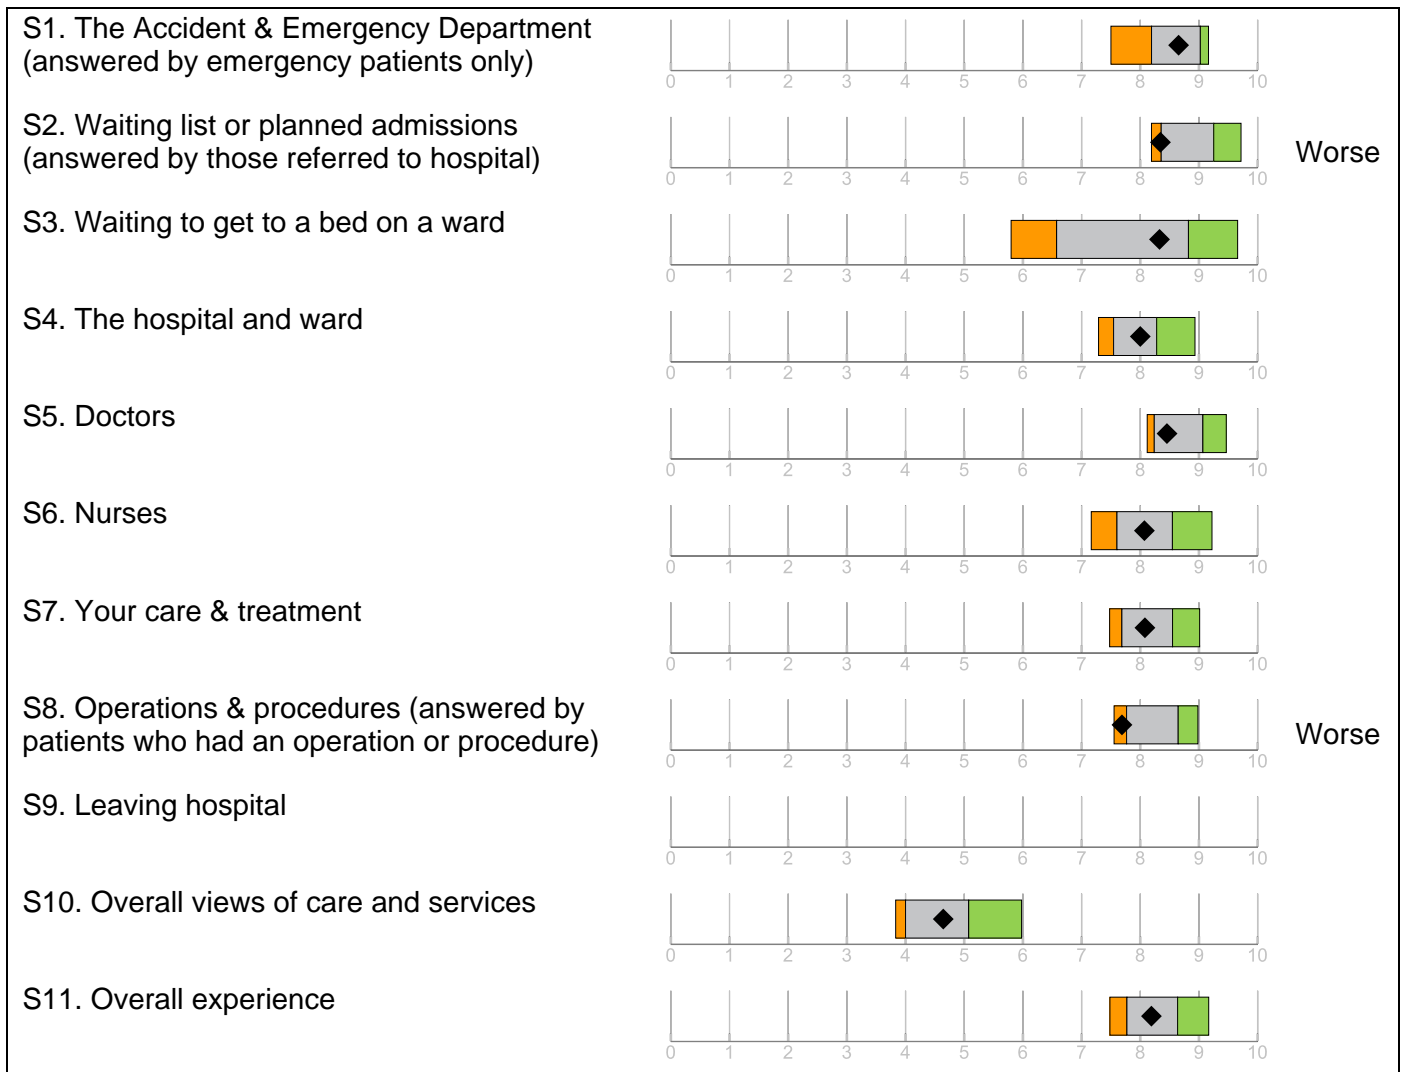 S1. The Accident & Emergency Department
(answered by emergency patients only)
0 1 2 3 4 5 6 7 8 9 10
S2. Waiting list or planned admissions
(answered by those referred to hospital)
Worse
0 1 2 3 4 5 6 7 8 9 10
S3. Waiting to get to a bed on a ward
0 1 2 3 4 5 6 7 8 9 10
S4. The hospital and ward
0 1 2 3 4 5 6 7 8 9 10
S5. Doctors
0 1 2 3 4 5 6 7 8 9 10
S6. Nurses
0 1 2 3 4 5 6 7 8 9 10
S7. Your care & treatment
0 1 2 3 4 5 6 7 8 9 10
S8. Operations & procedures (answered by
patients who had an operation or procedure)
Worse
0 1 2 3 4 5 6 7 8 9 10
S9. Leaving hospital
0 1 2 3 4 5 6 7 8 9 10
S10. Overall views of care and services
0 1 2 3 4 5 6 7 8 9 10
S11. Overall experience
0 1 2 3 4 5 6 7 8 9 10